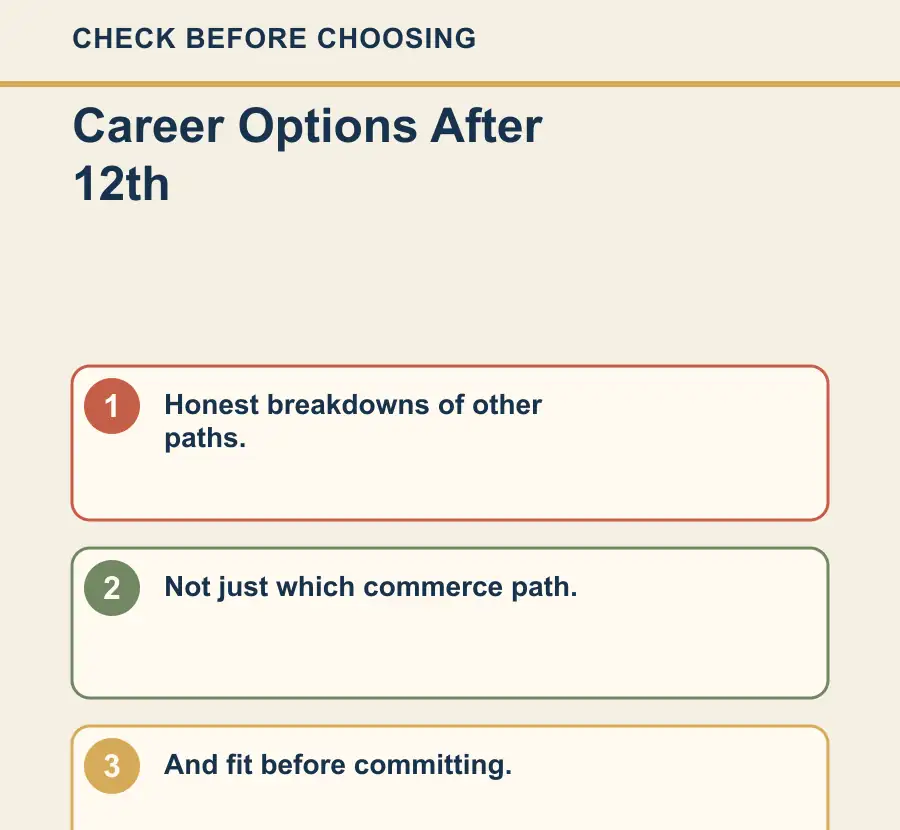 CHECK BEFORE CHOOSING
Career Options After
12th
1
Honest breakdowns of other
paths.
2
Not just which commerce path.
3
And fit before committing.